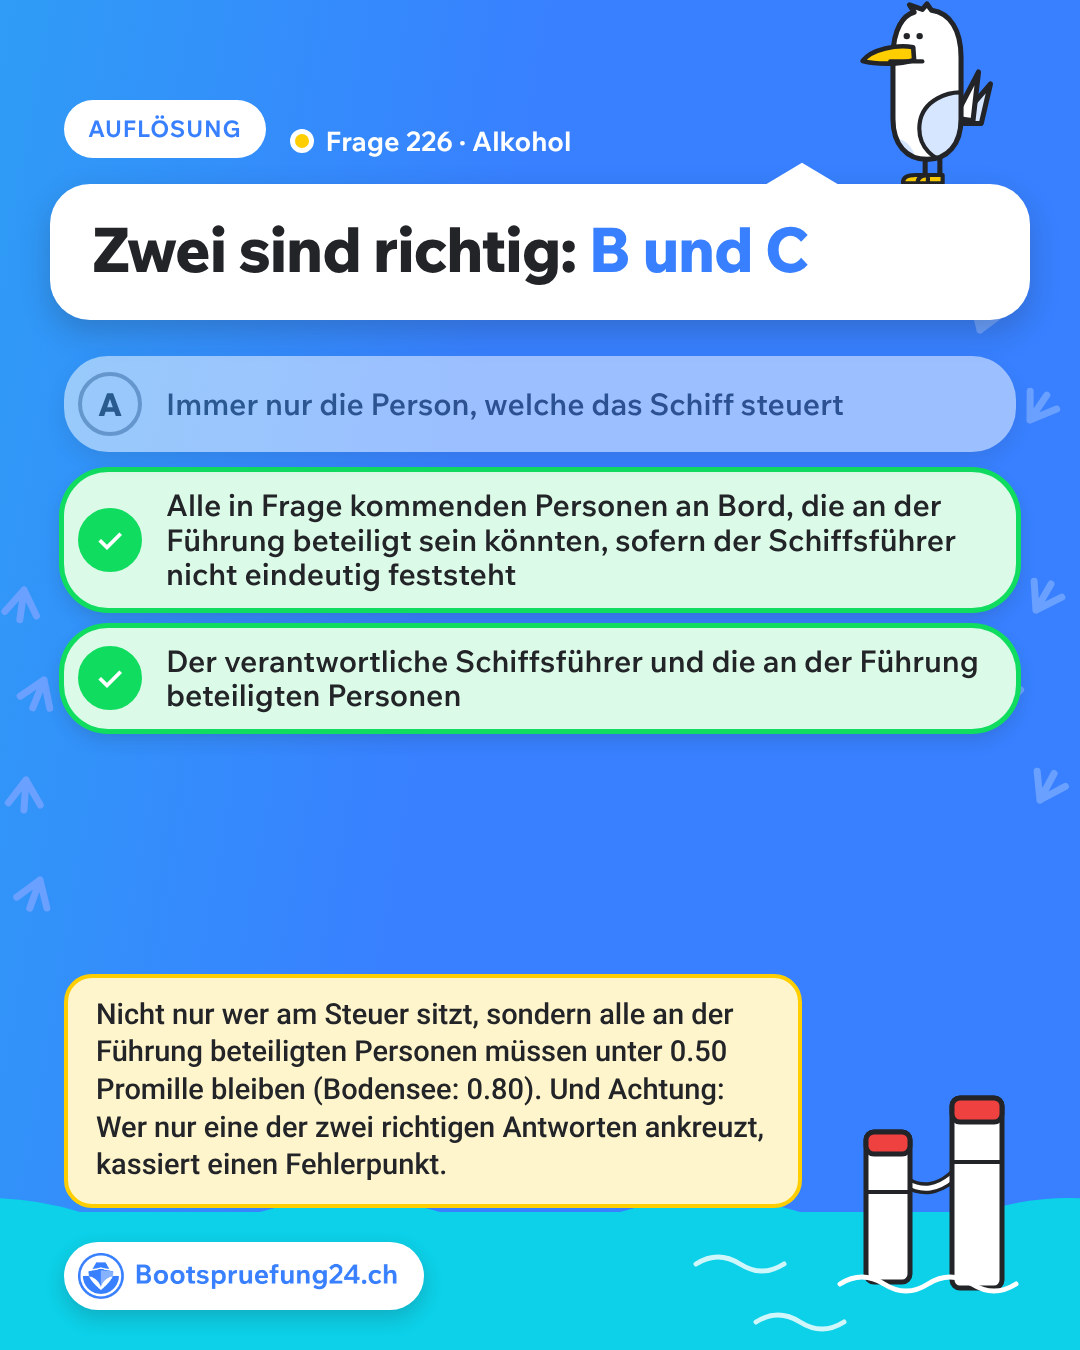 AUFLÖSUNG
Frage 226 · Alkohol
Zwei sind richtig: B und C
A Immer nur die Person, welche das Schiff steuert
Alle in Frage kommenden Personen an Bord, die an der
Führung beteiligt sein könnten, sofern der Schiffsführer
nicht eindeutig feststeht
Der verantwortliche Schiffsführer und die an der Führung
beteiligten Personen
Nicht nur wer am Steuer sitzt, sondern alle an der
Führung beteiligten Personen müssen unter 0.50
Promille bleiben (Bodensee: 0.80). Und Achtung:
Wer nur eine der zwei richtigen Antworten ankreuzt,
kassiert einen Fehlerpunkt.
Bootspruefung24.ch